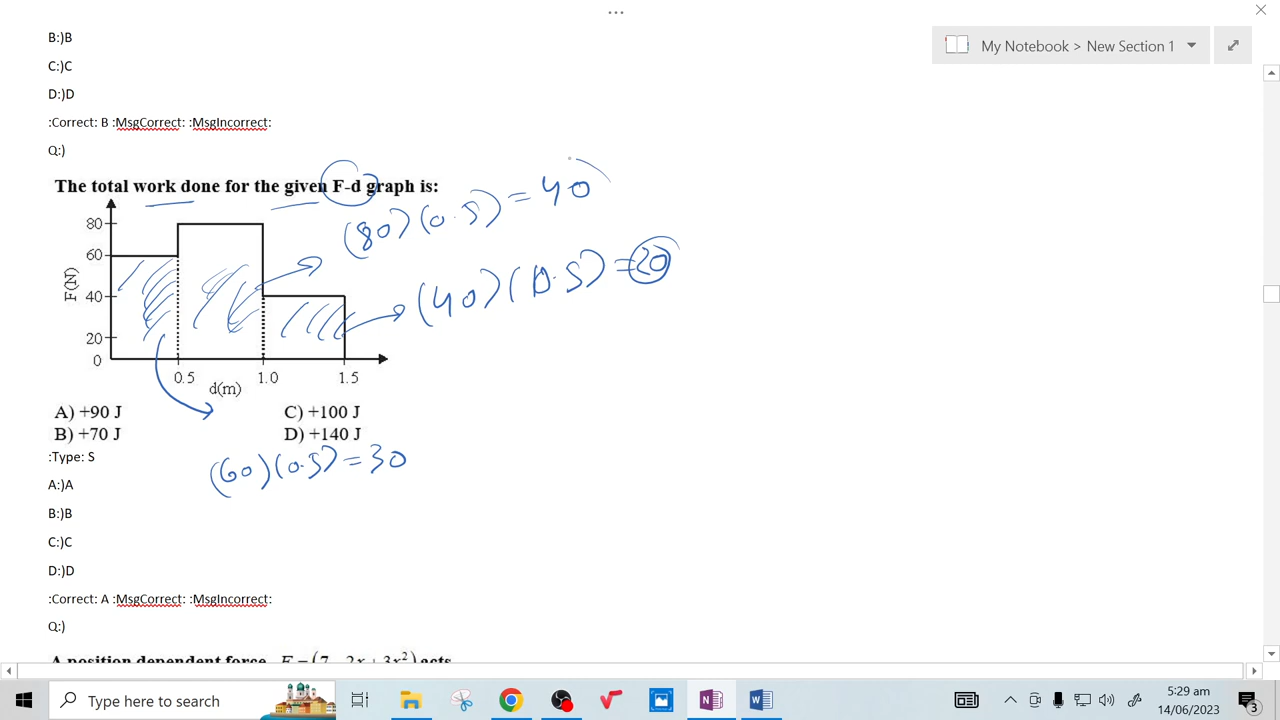 B:)B
My Notebook > New Section 1
C:)C
D:)D
:Correct: B :MsgCorrect: :MsgIncorrect:
Q:)
The total work done for the given F-d graph is:
(80)(0.5) = 40
(40)(0.5) = 20
80
60
40
20
0
F(N)
0.5 1.0 1.5
d(m)
A) +90 J C) +100 J
B) +70 J D) +140 J
(60)(0.5) = 30
:Type: S
A:)A
B:)B
C:)C
D:)D
:Correct: A :MsgCorrect: :MsgIncorrect:
Q:)
A position dependent force, acts
Type here to search
5:29 am
14/06/2023
3